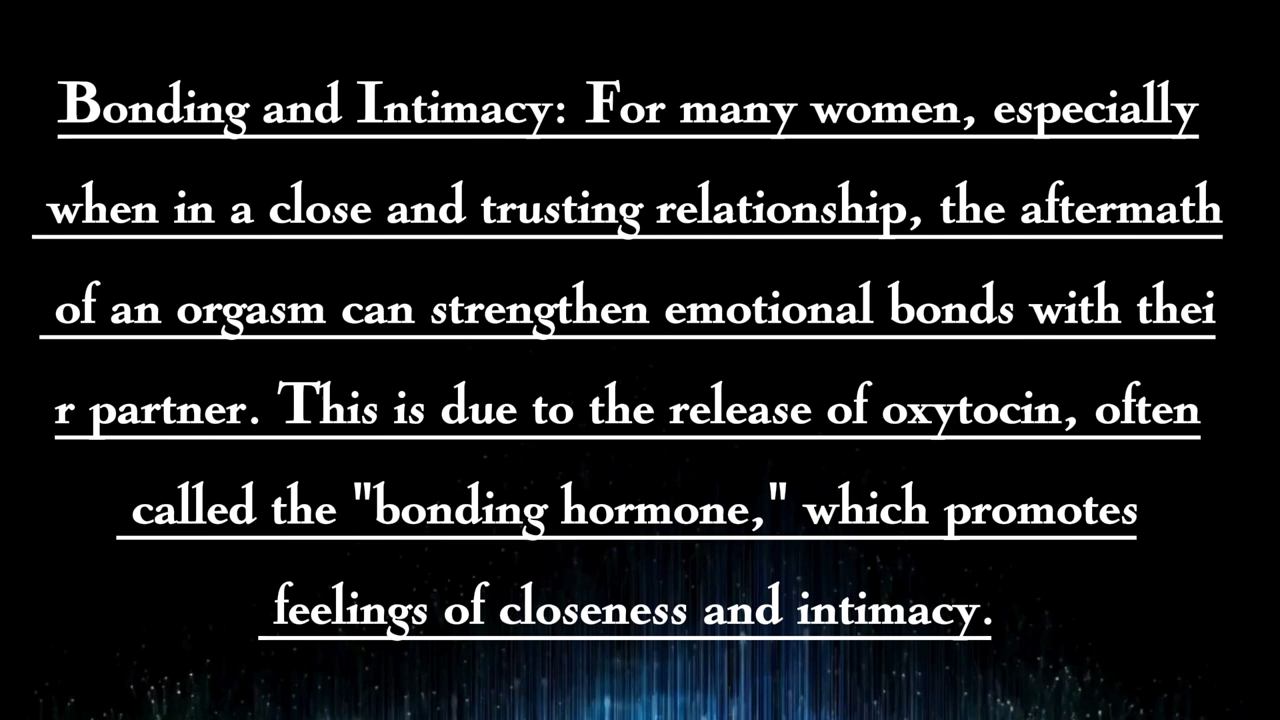 Bonding and Intimacy: For many women, especially
when in a close and trusting relationship, the aftermath
of an orgasm can strengthen emotional bonds with thei
r partner. This is due to the release of oxytocin, often
called the "bonding hormone," which promotes
feelings of closeness and intimacy.